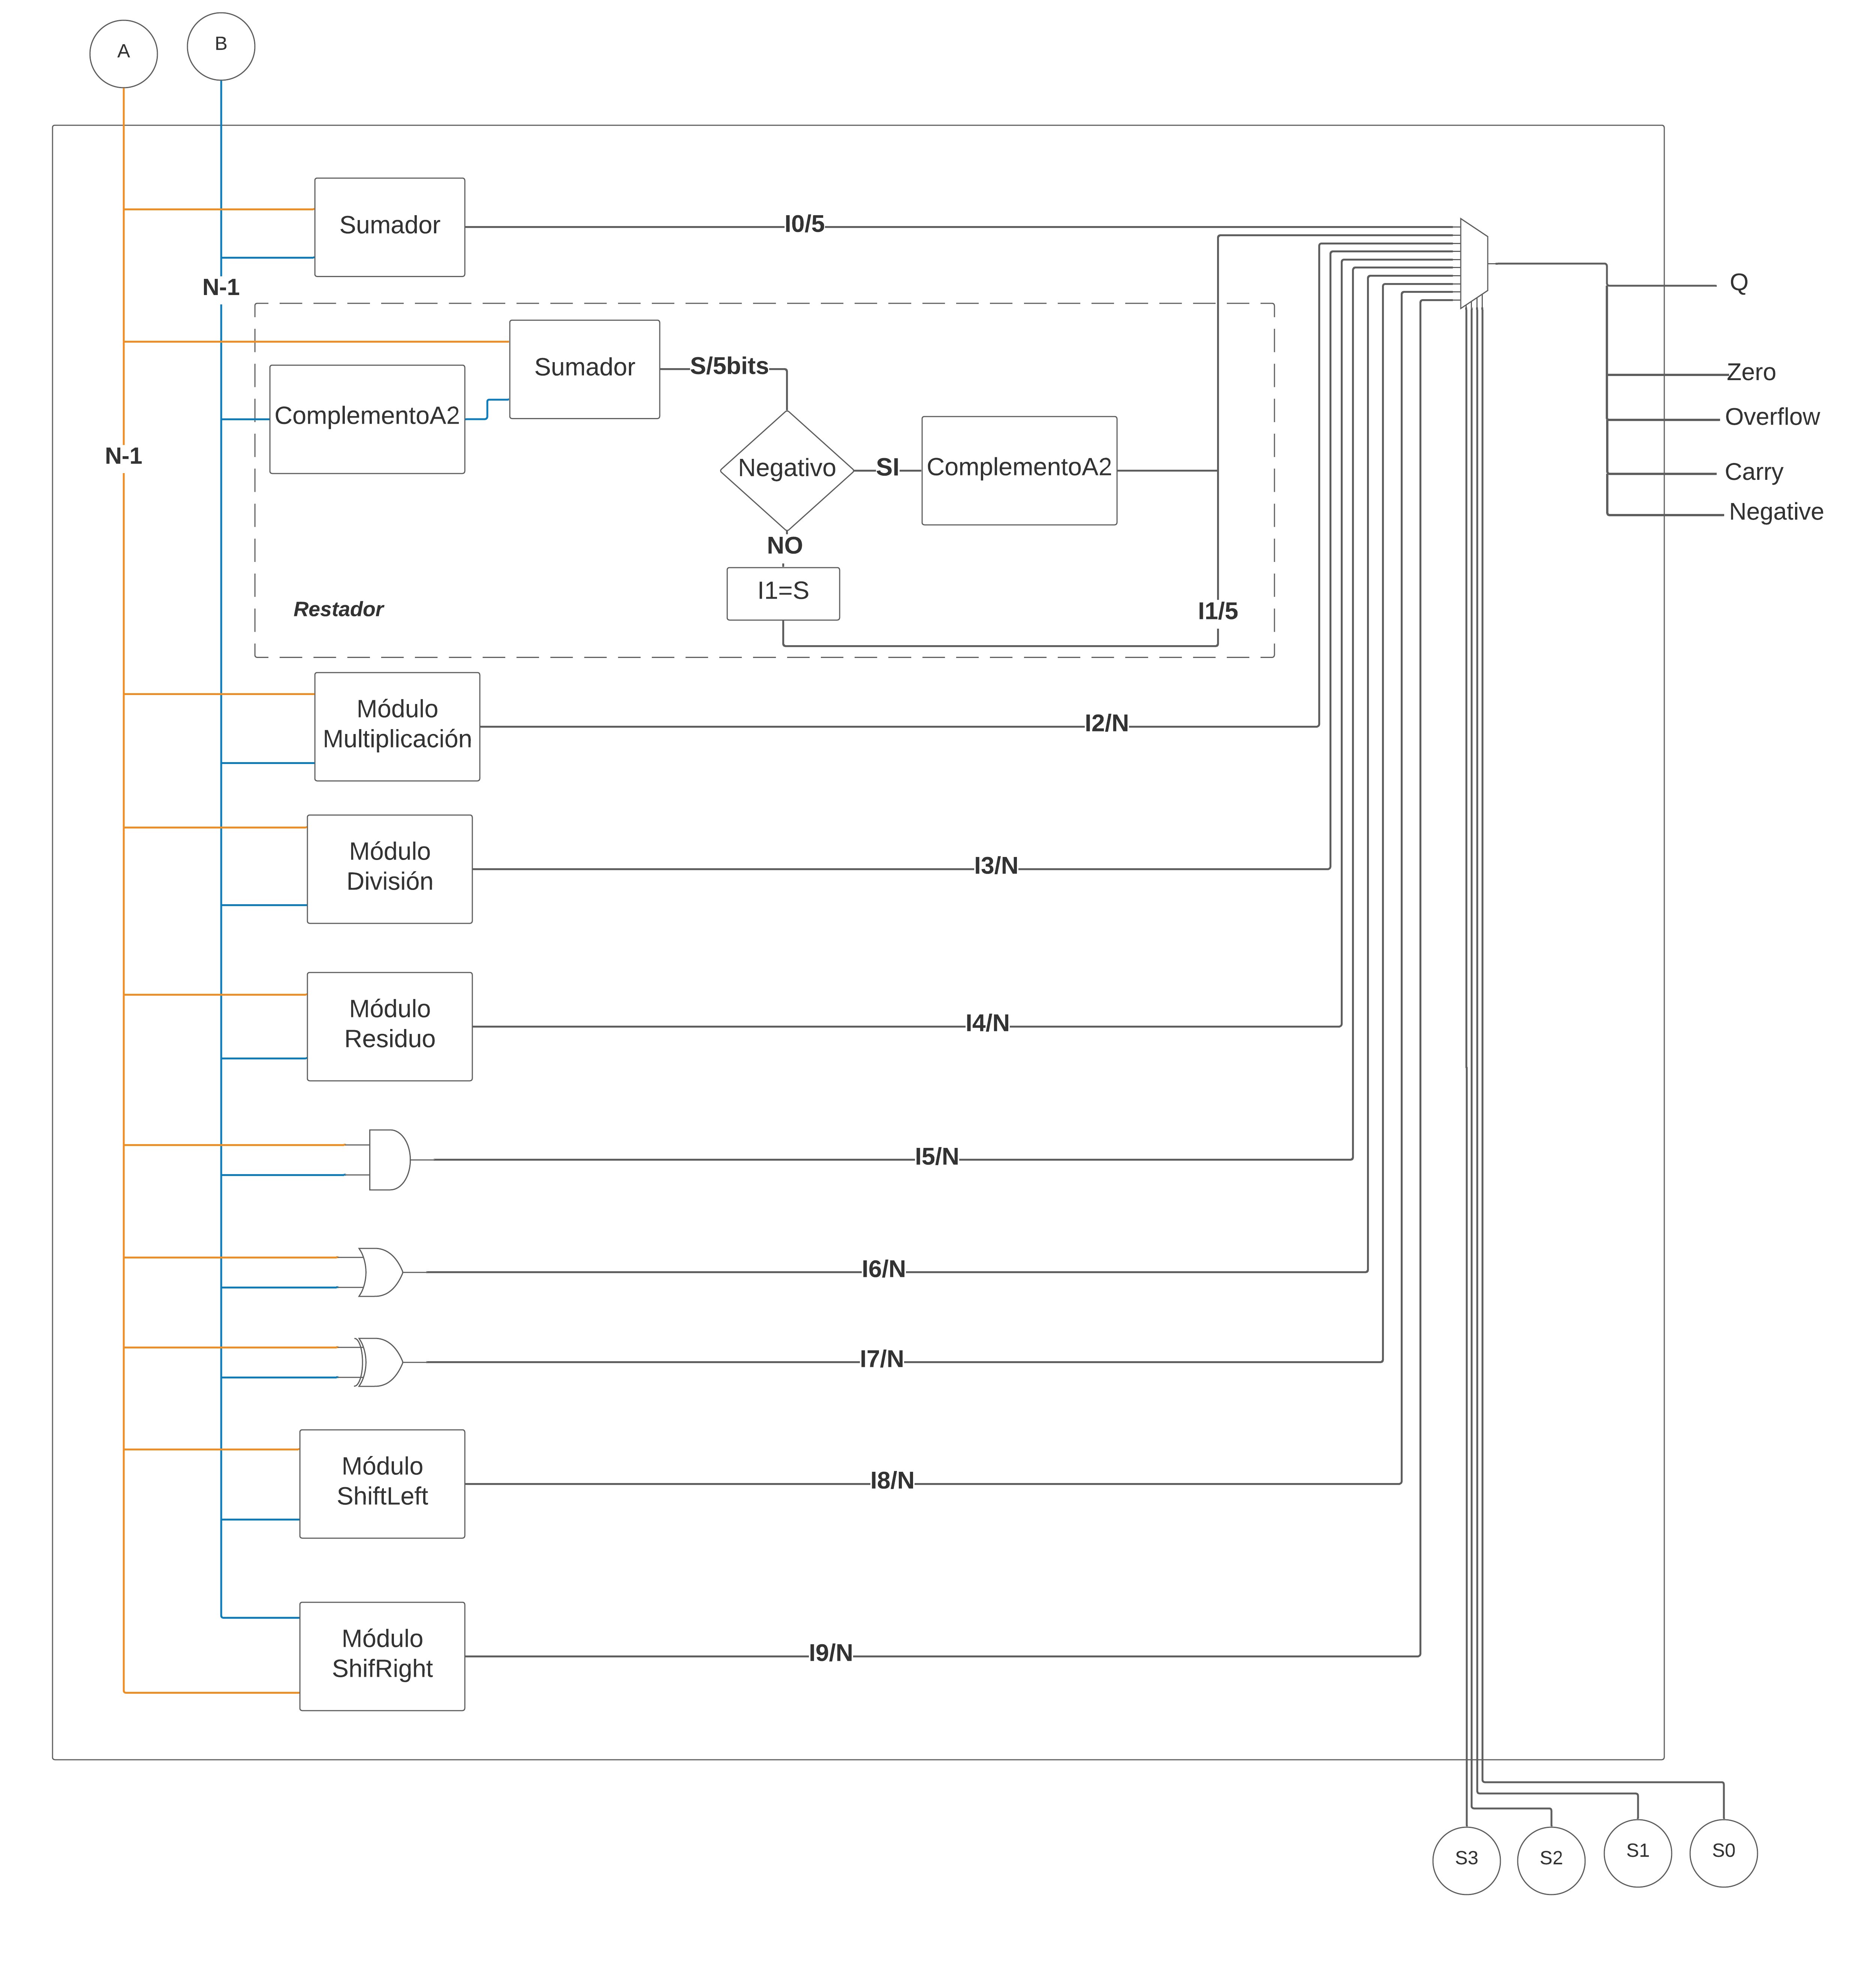 A
B
Sumador
I0/5
N-1
Q
Sumador
S/5bits
Zero
ComplementoA2
Overflow
N-1
Negativo
SI
ComplementoA2
Carry
Negative
NO
I1=S
Restador
I1/5
Módulo
Multiplicación
I2/N
Módulo
División
I3/N
Módulo
Residuo
I4/N
I5/N
I6/N
I7/N
Módulo
ShiftLeft
I8/N
Módulo
ShifRight
I9/N
S3
S2
S1
S0